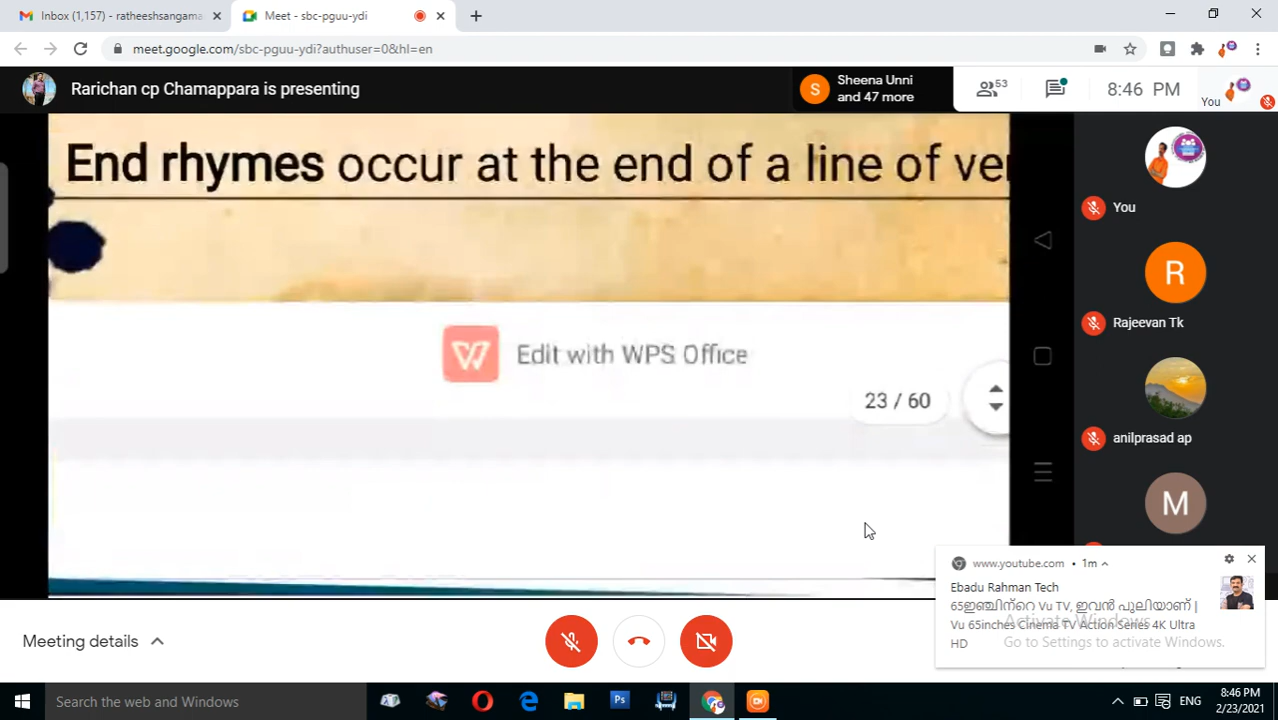 Inbox (1,157) - ratheeshsangama
Meet - sbc-pguu-ydi
meet.google.com/sbc-pguu-ydi?authuser=0&hl=en
Rarichan cp Chamappara is presenting
Sheena Unni
and 47 more
S
53
8:46 PM
You
End rhymes occur at the end of a line of ve
Edit with WPS Office
23 / 60
You
R
Rajeevan Tk
anilprasad ap
M
www.youtube.com • 1m
Ebadu Rahman Tech
65ഇഞ്ചിന്റെ Vu TV, ഇവൻ പുലിയാണ് |
Vu 65inches Cinema TV Action Series 4K Ultra
HD
Activate Windows
Go to Settings to activate Windows.
Meeting details
Search the web and Windows
Ps
ENG
8:46 PM
2/23/2021